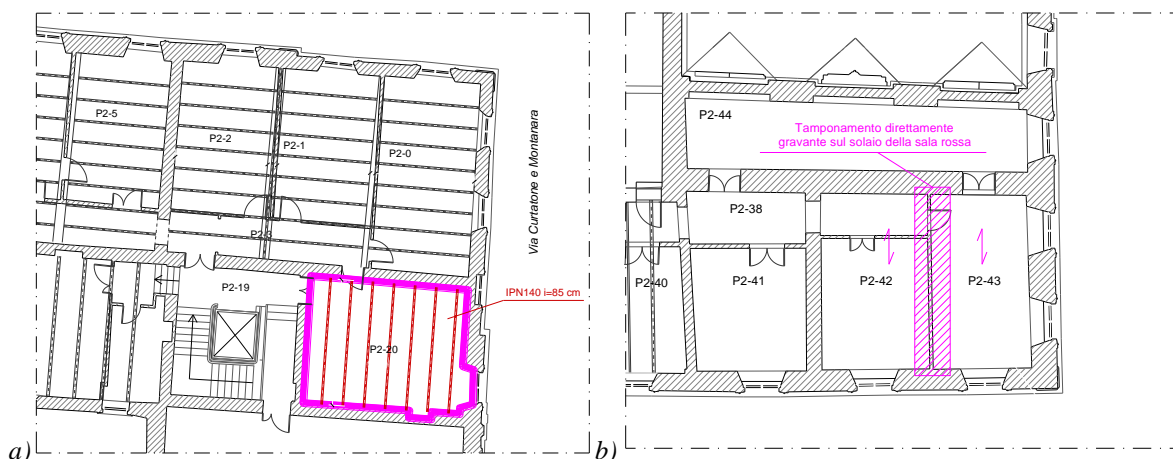 P2-5
P2-2
P2-1
P2-0
Via Curtatone e Montanara
P2-3
P2-19
IPN140 i=85 cm
P2-20
a)
P2-44
Tamponamento direttamente
gravante sul solaio della sala rossa
P2-38
P2-40
P2-41
P2-42
P2-43
b)